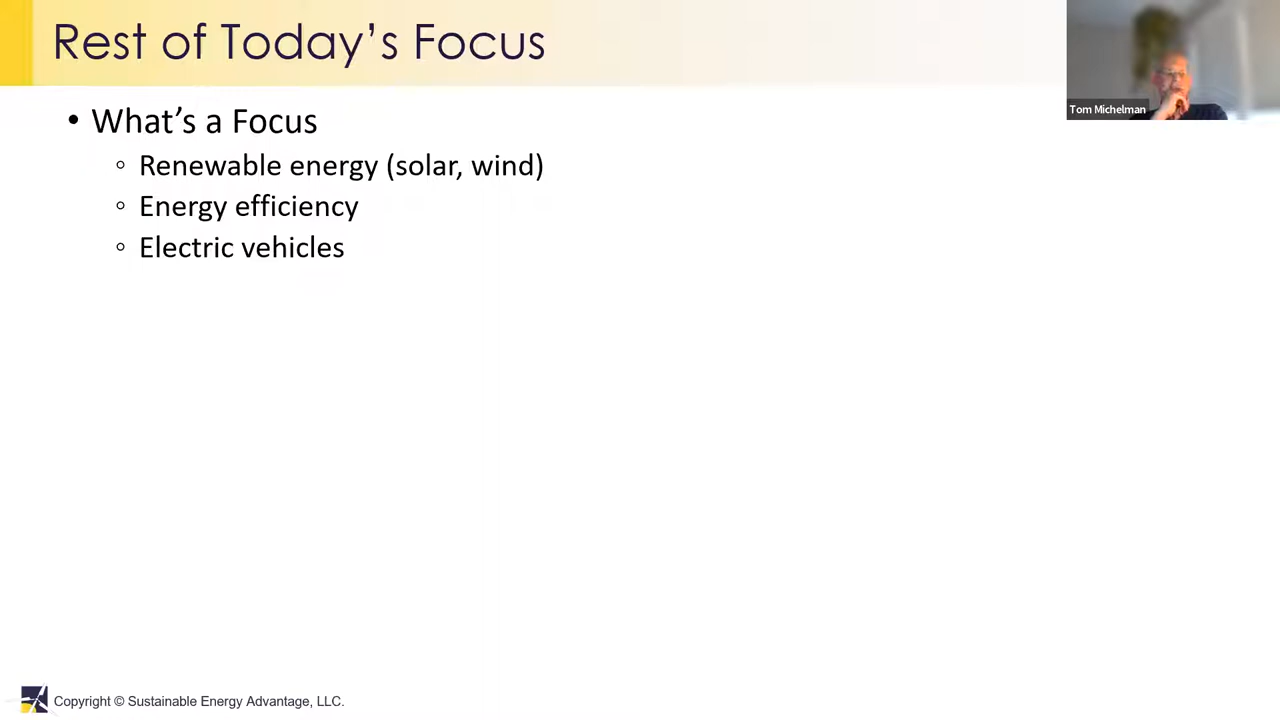 Rest of Today's Focus
Tom Michelman
• What's a Focus
◦ Renewable energy (solar, wind)
◦ Energy efficiency
◦ Electric vehicles
Copyright © Sustainable Energy Advantage, LLC.